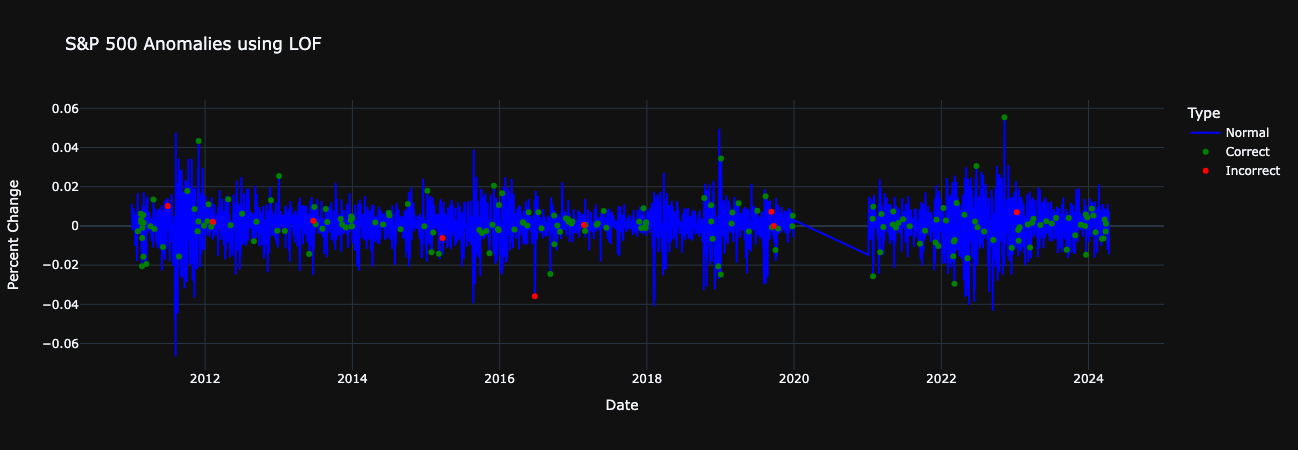 S&P 500 Anomalies using LOF
Type
Normal
Correct
Incorrect
Percent Change
0.06
0.04
0.02
0
−0.02
−0.04
−0.06
2012 2014 2016 2018 2020 2022 2024
Date